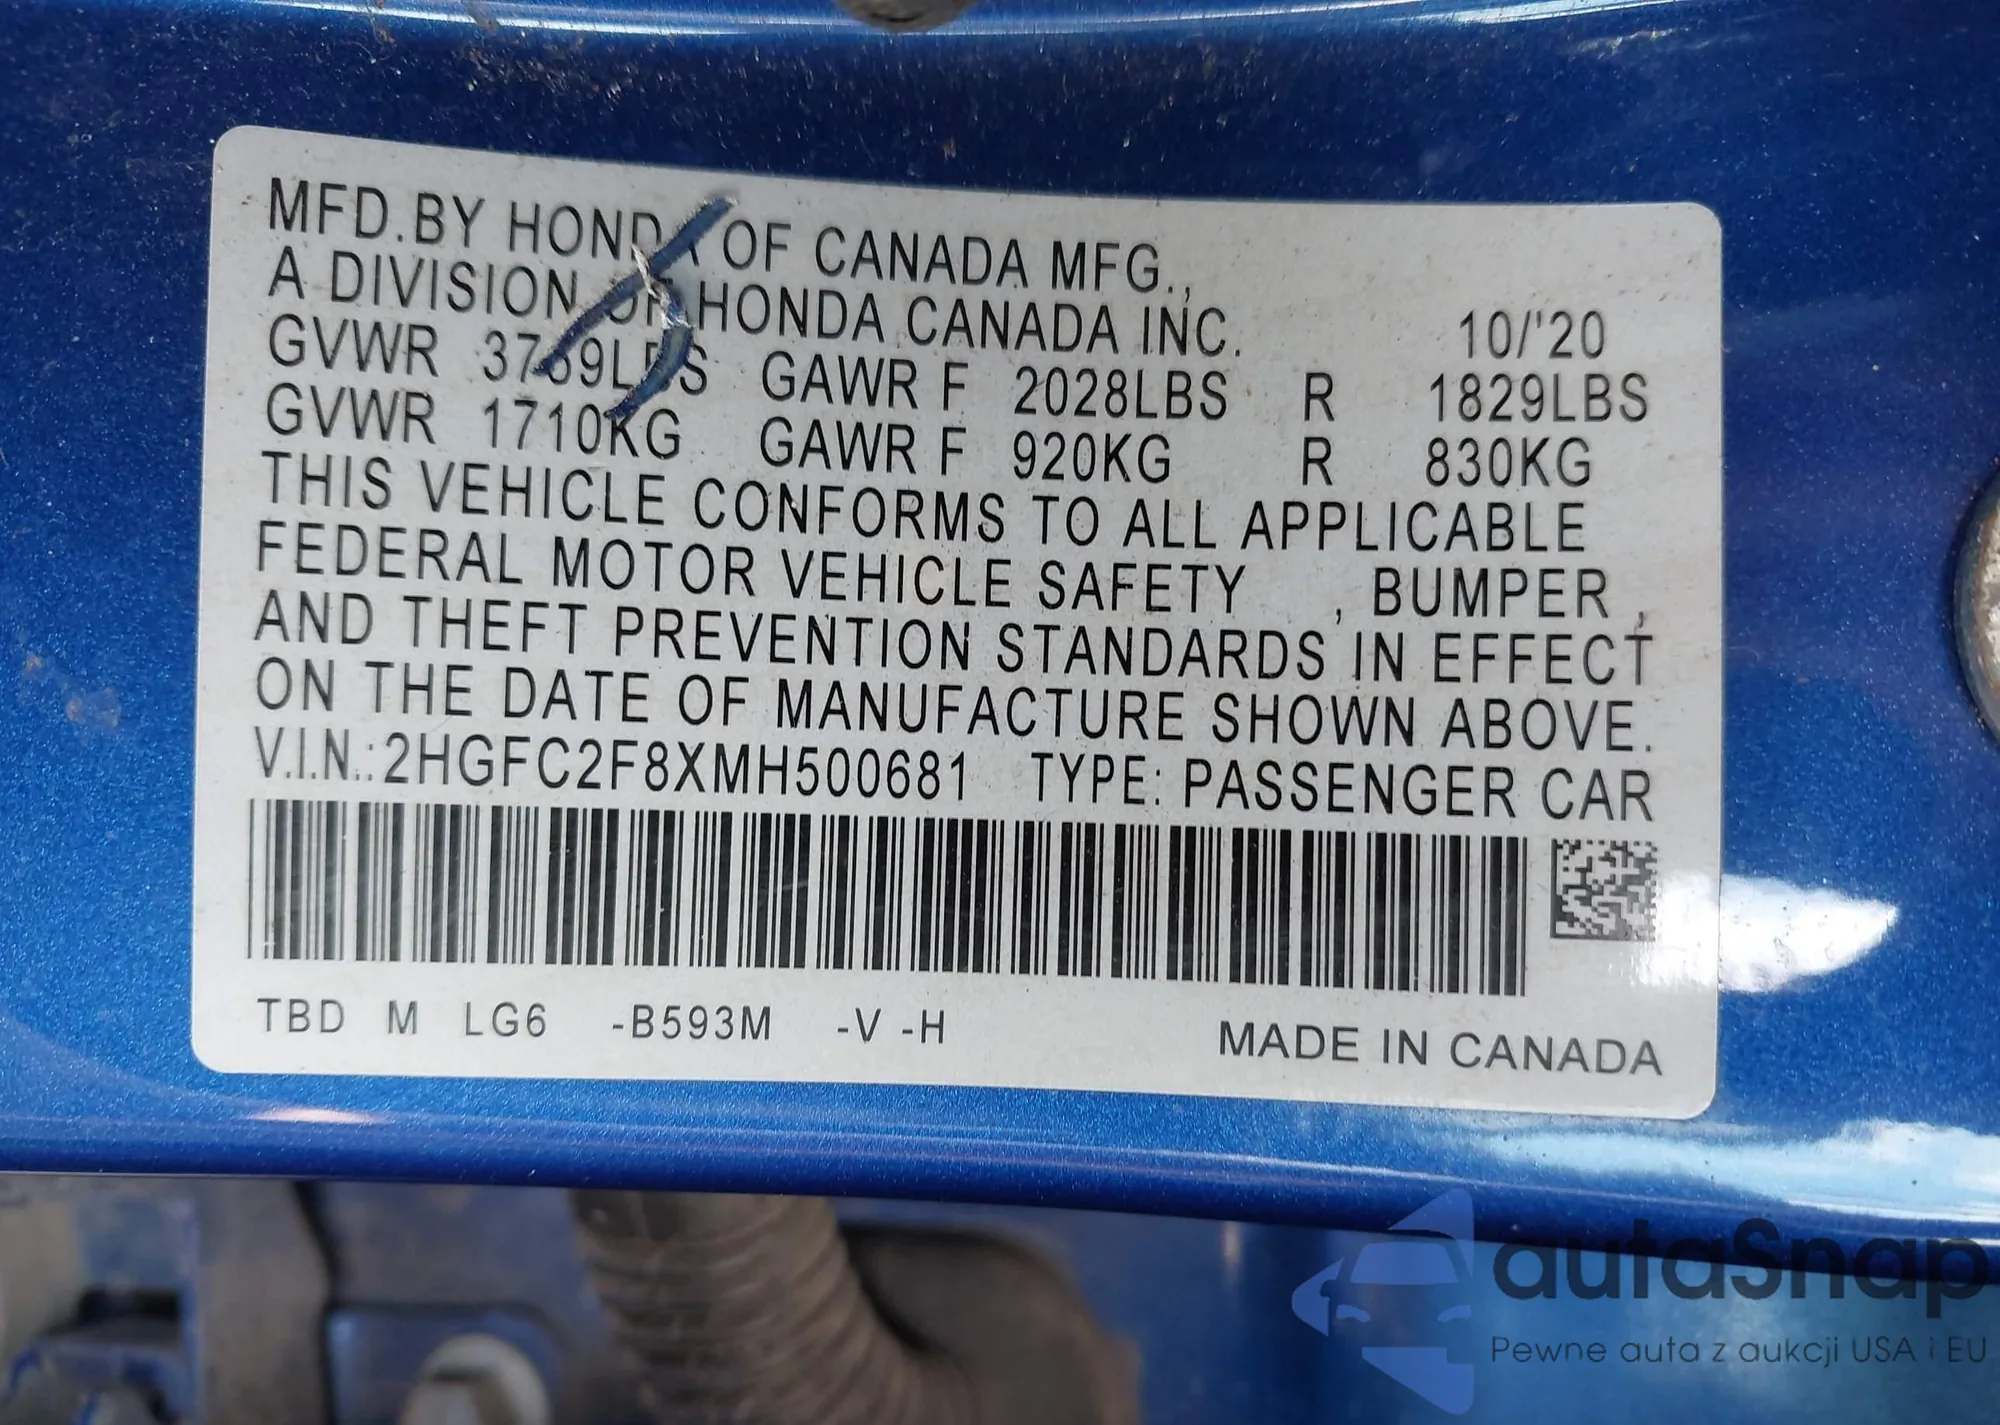 MFD.BY HONDA OF CANADA MFG.,
A DIVISION OF HONDA CANADA INC. 10/'20
GVWR 3769LBS GAWR F 2028LBS R 1829LBS
GVWR 1710KG GAWR F 920KG R 830KG
THIS VEHICLE CONFORMS TO ALL APPLICABLE
FEDERAL MOTOR VEHICLE SAFETY , BUMPER ,
AND THEFT PREVENTION STANDARDS IN EFFECT
ON THE DATE OF MANUFACTURE SHOWN ABOVE.
V.I.N.:2HGFC2F8XMH500681 TYPE: PASSENGER CAR
TBD M LG6 -B593M -V -H MADE IN CANADA
autaSnap
Pewne auta z aukcji USA i EU